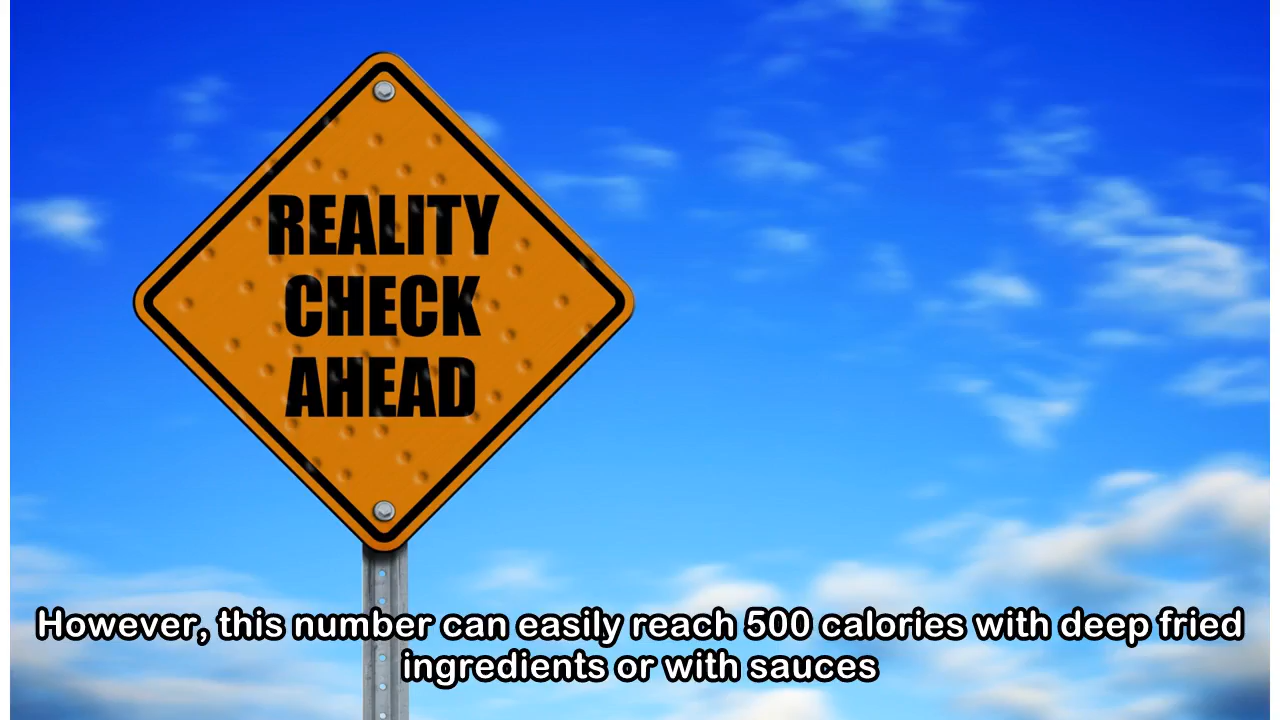 REALITY
CHECK
AHEAD
However, this number can easily reach 500 calories with deep fried
ingredients or with sauces